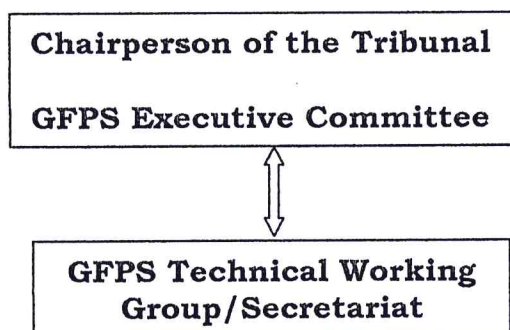 Chairperson of the Tribunal
GFPS Executive Committee
GFPS Technical Working
Group/Secretariat